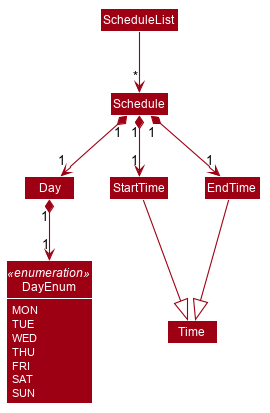 ScheduleList
*
Schedule
1 1 1
1 1 1
Day StartTime EndTime
1
1
«enumeration»
DayEnum
MON
TUE
WED
THU
FRI
SAT
SUN
Time